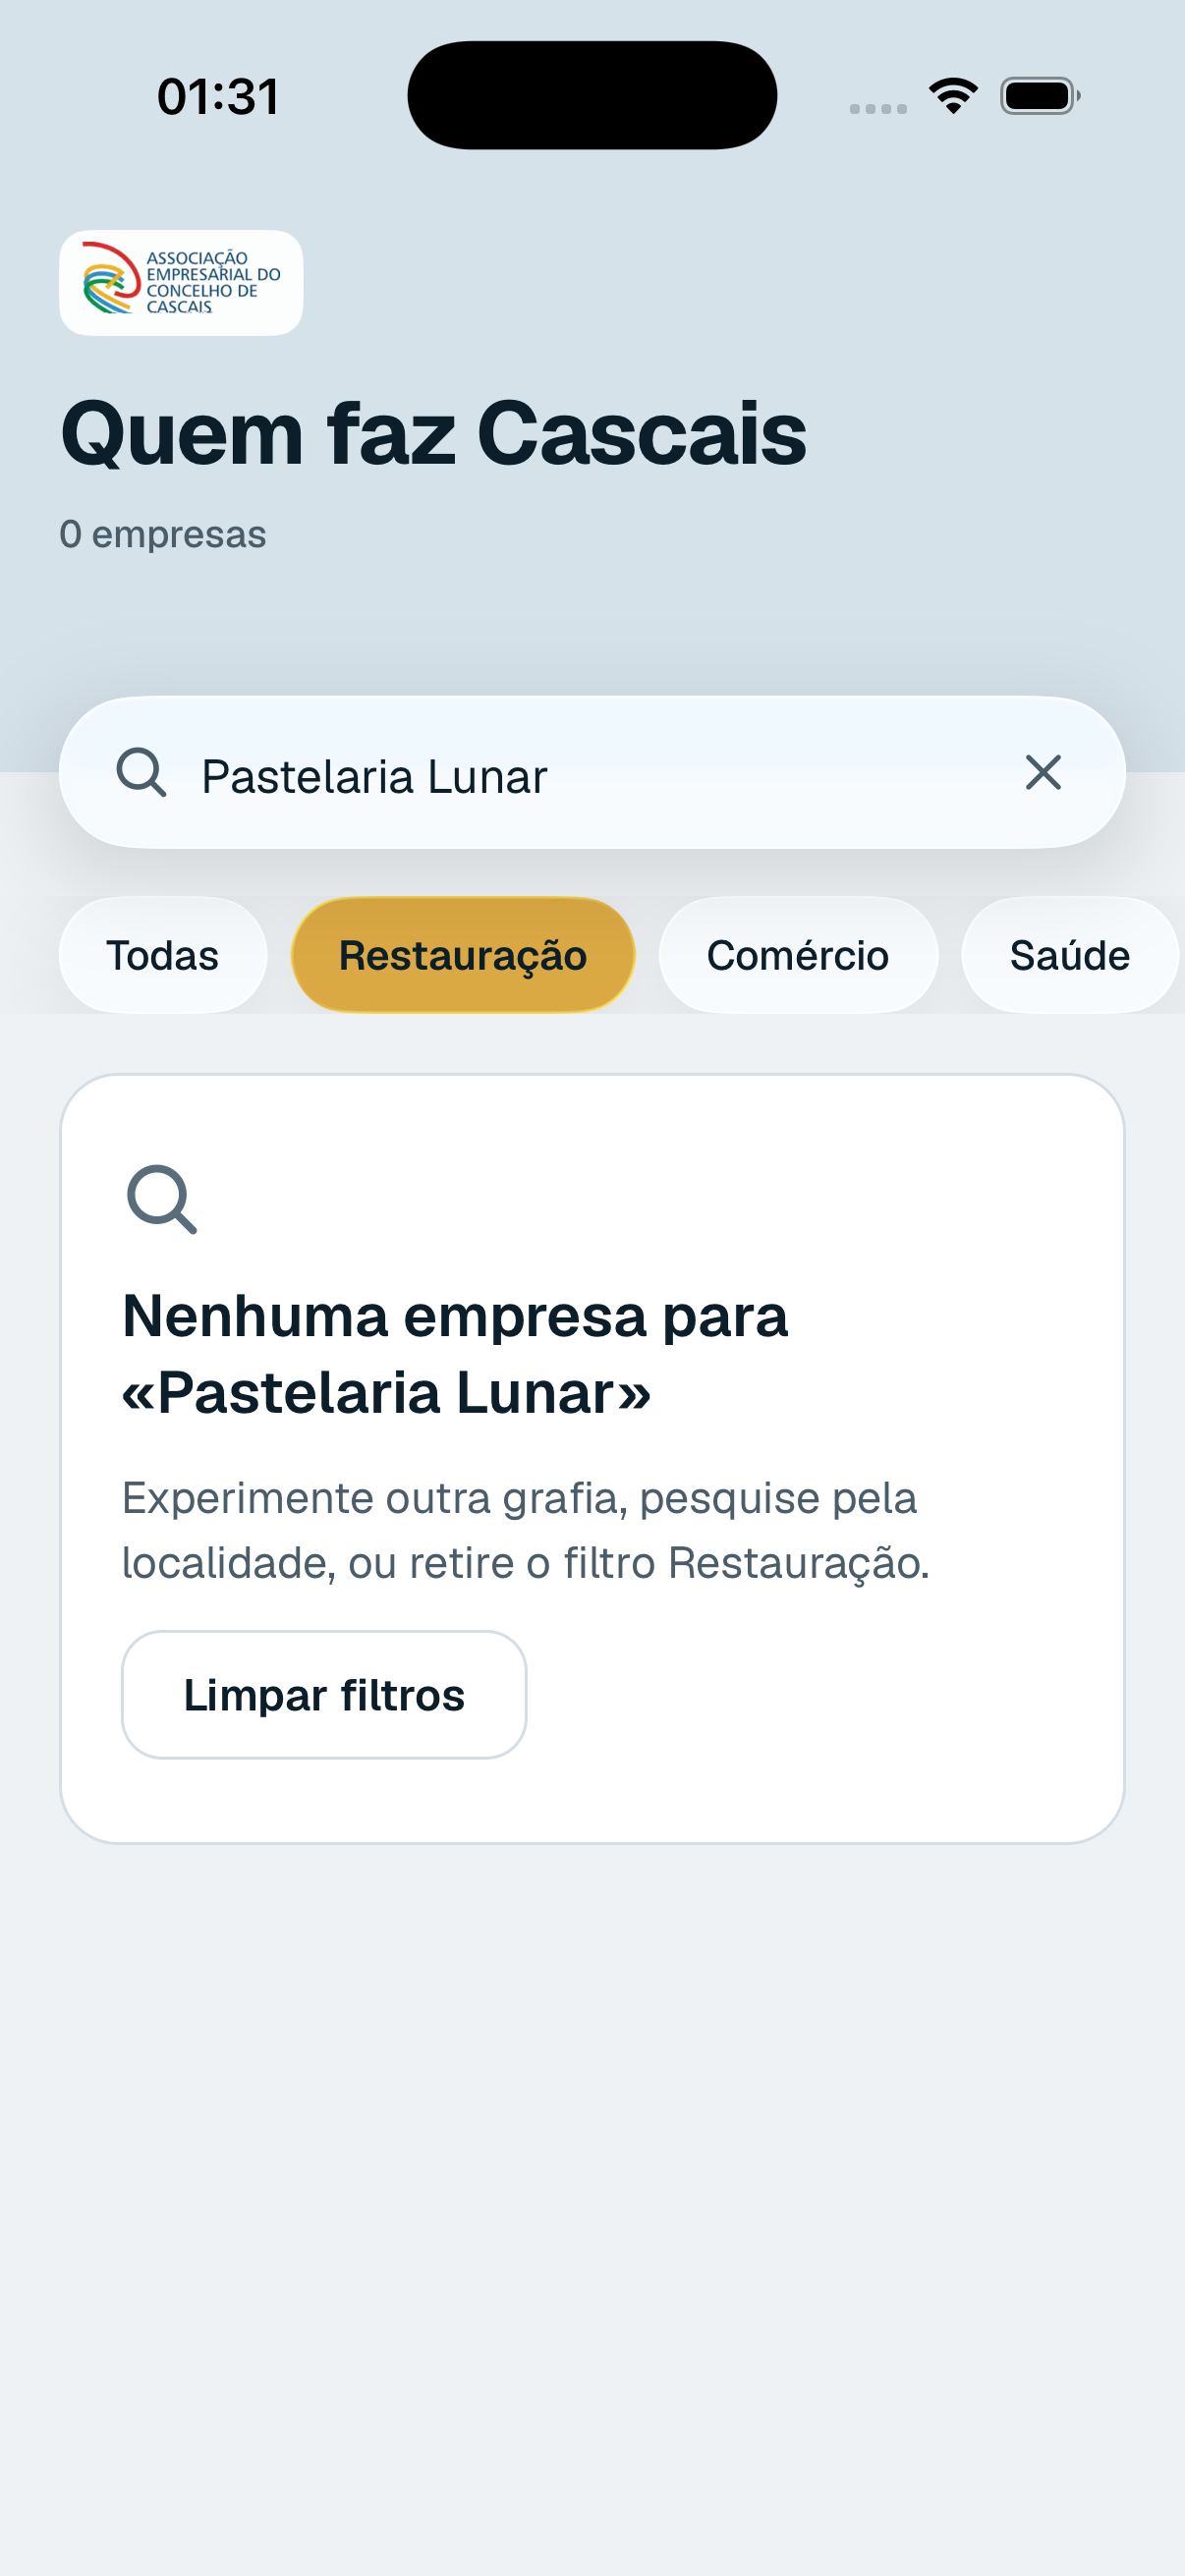 01:31
ASSOCIAÇÃO
EMPRESARIAL DO
CONCELHO DE
CASCAIS
Quem faz Cascais
0 empresas
Pastelaria Lunar
Todas
Restauração
Comércio
Saúde
Nenhuma empresa para
«Pastelaria Lunar»
Experimente outra grafia, pesquise pela
localidade, ou retire o filtro Restauração.
Limpar filtros